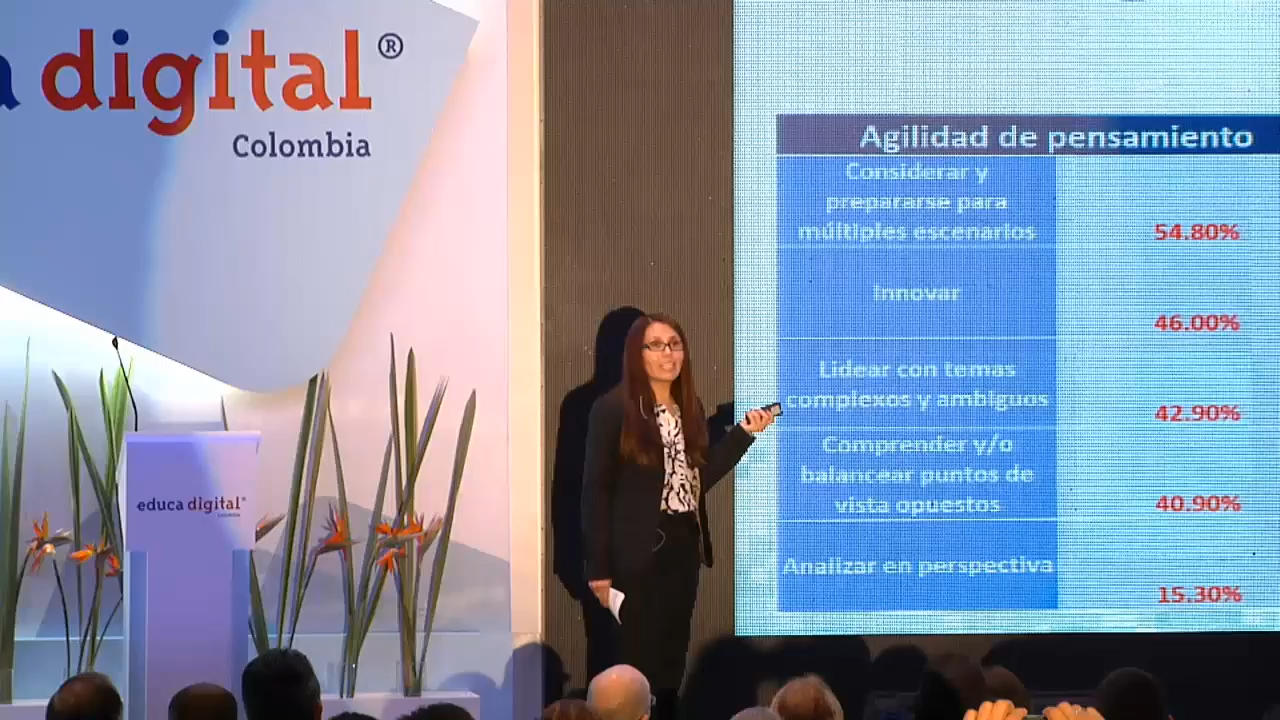 a digital®
Colombia
educa digital
Agilidad de pensamiento
Considerar y
prepararse para
múltiples escenarios
54.80%
Innovar
46.00%
Lidear con temas
complexos y ambiguos
42.90%
Comprender y/o
balancear puntos de
vista opuestos
40.90%
Analizar en perspectiva
15.30%